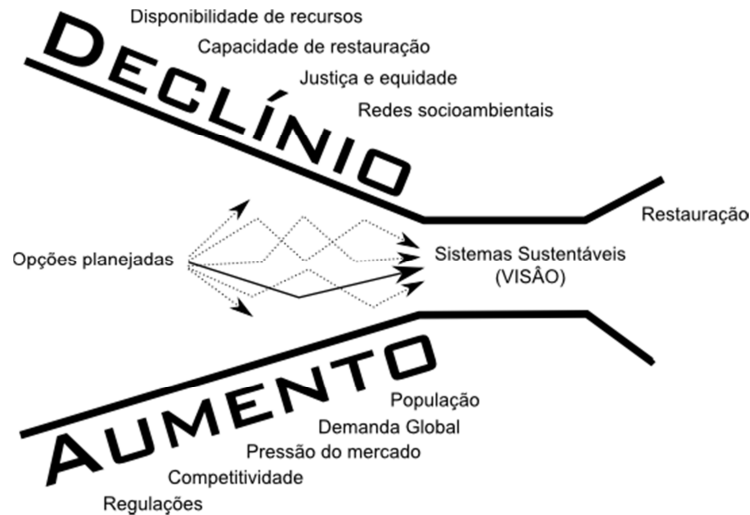 Disponibilidade de recursos
Capacidade de restauração
Justiça e equidade
Redes socioambientais
DECLÍNIO
Restauração
Opções planejadas
Sistemas Sustentáveis
(VISÂO)
AUMENTO
População
Demanda Global
Pressão do mercado
Competitividade
Regulações